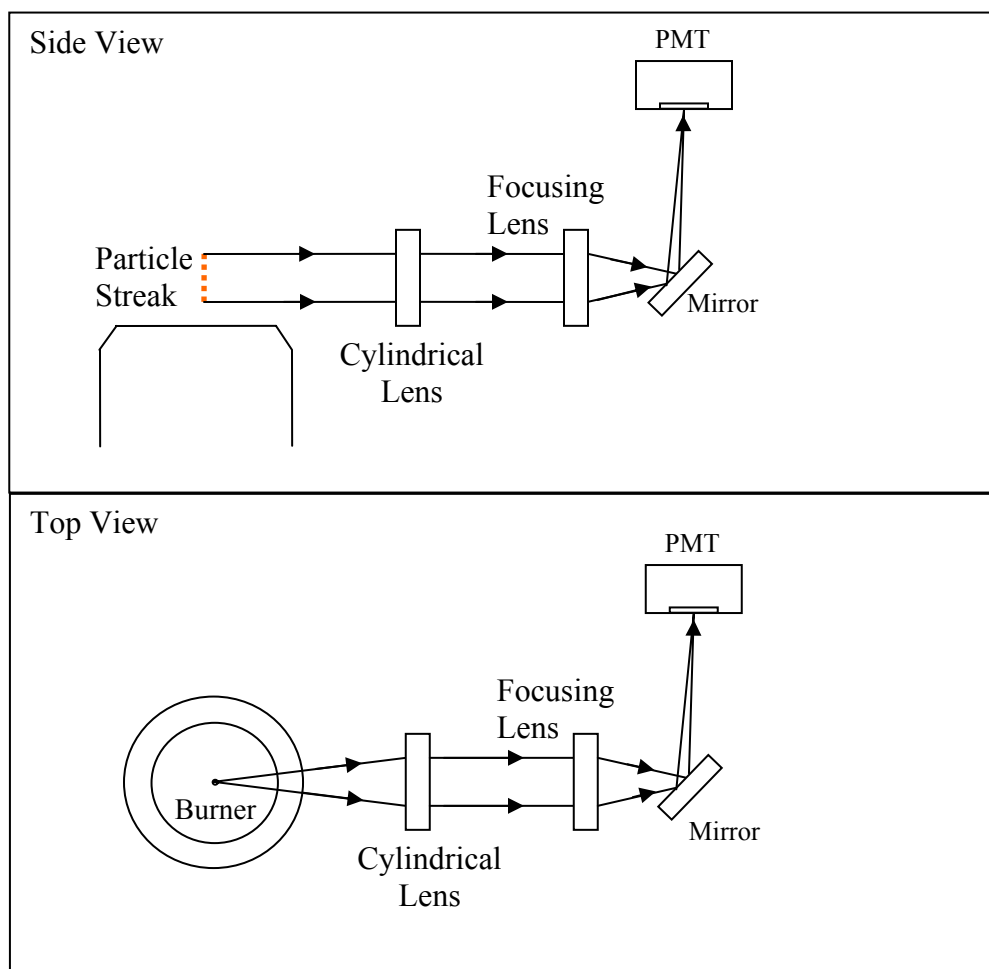 Side View
PMT
Focusing
Lens
Particle
Streak
Mirror
Cylindrical
Lens
Top View
PMT
Focusing
Lens
Burner
Mirror
Cylindrical
Lens